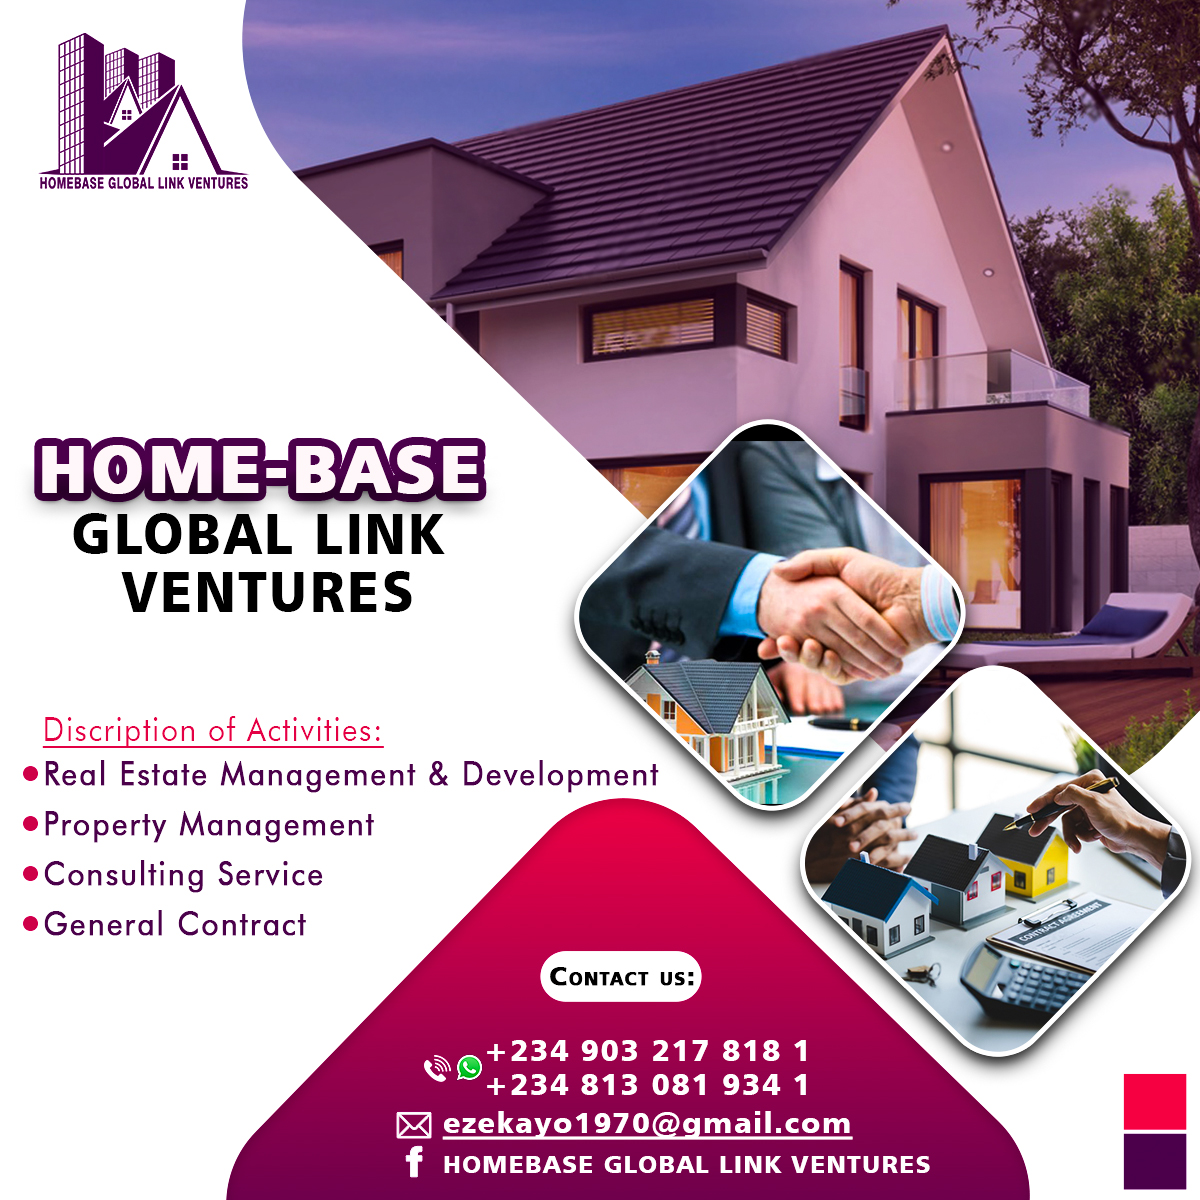 HOMEBASE GLOBAL LINK VENTURES
HOME-BASE
GLOBAL LINK
VENTURES
Discription of Activities:
Real Estate Management & Development
Property Management
Consulting Service
General Contract
CONTRACT AGREEMENT
CONTACT US:
+234 903 217 818 1
+234 813 081 934 1
ezekayo1970@gmail.com
HOMEBASE GLOBAL LINK VENTURES